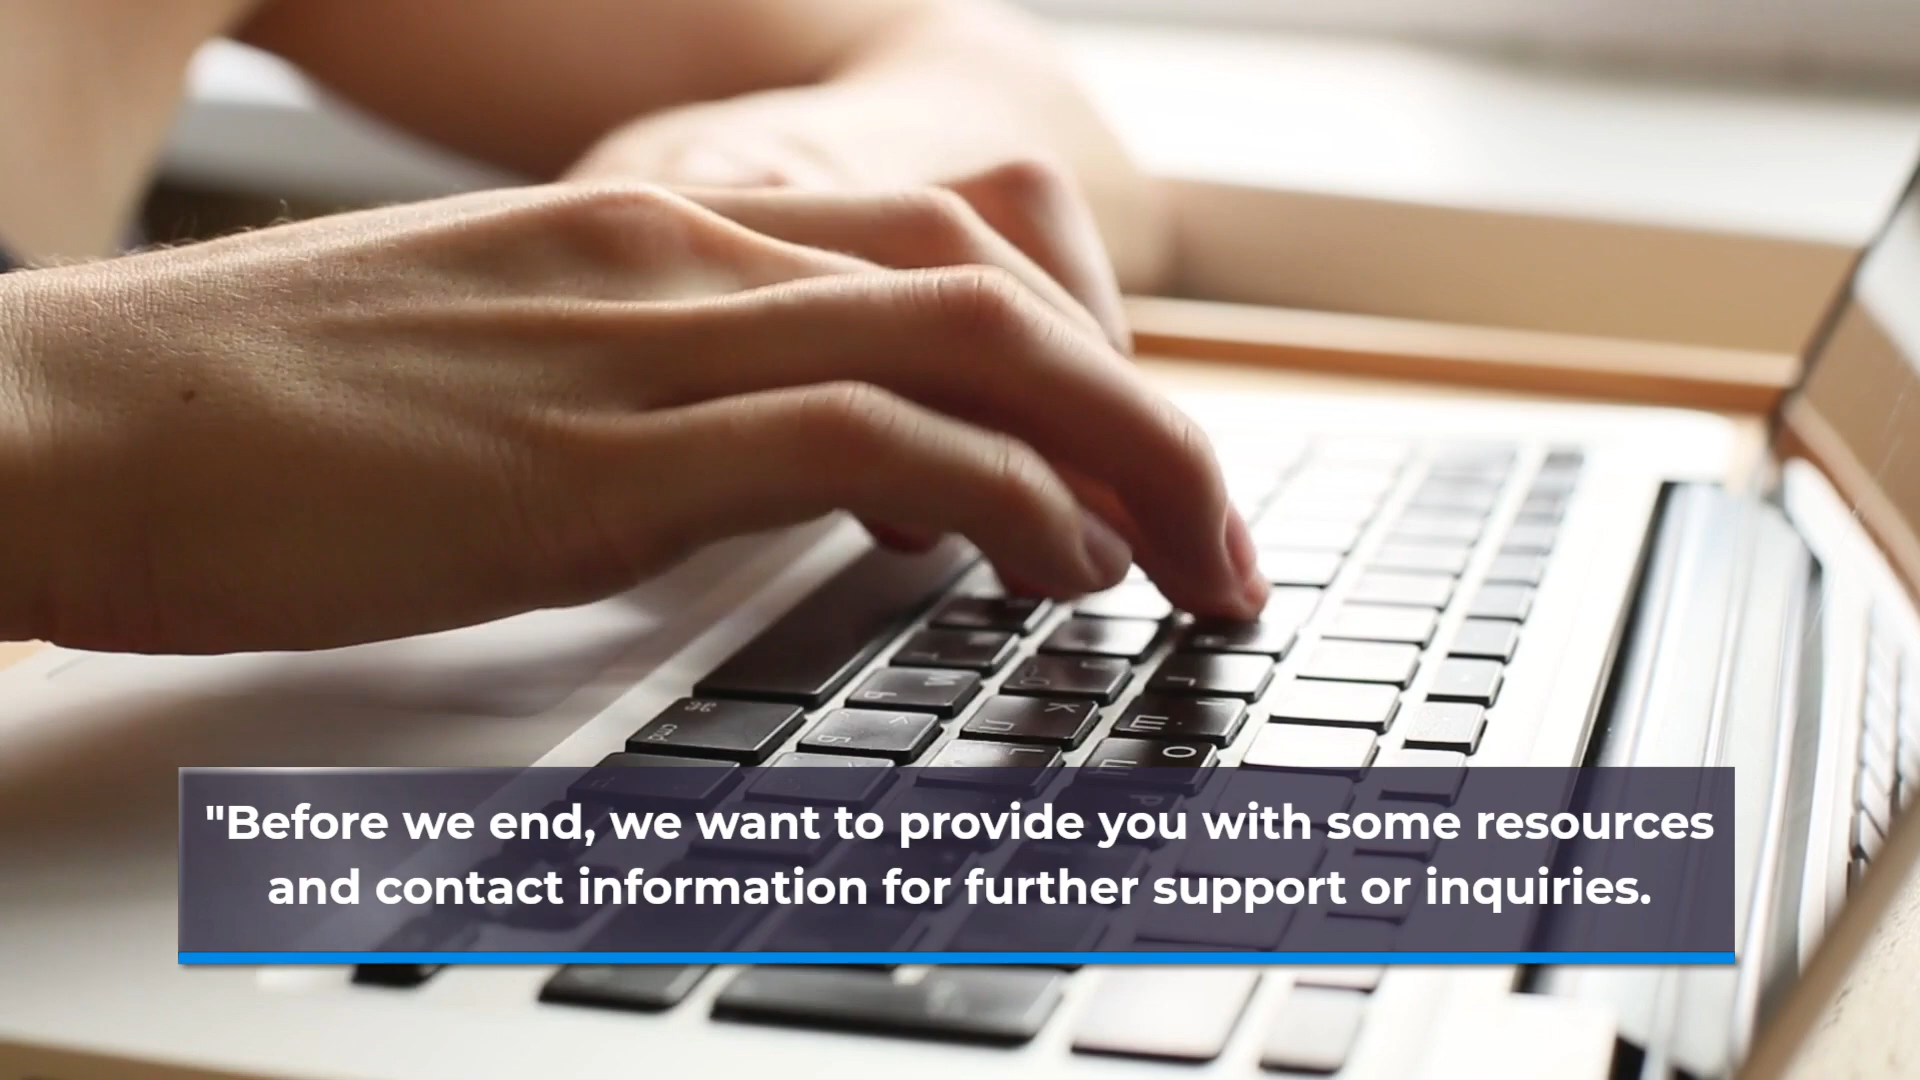 "Before we end, we want to provide you with some resources
and contact information for further support or inquiries.